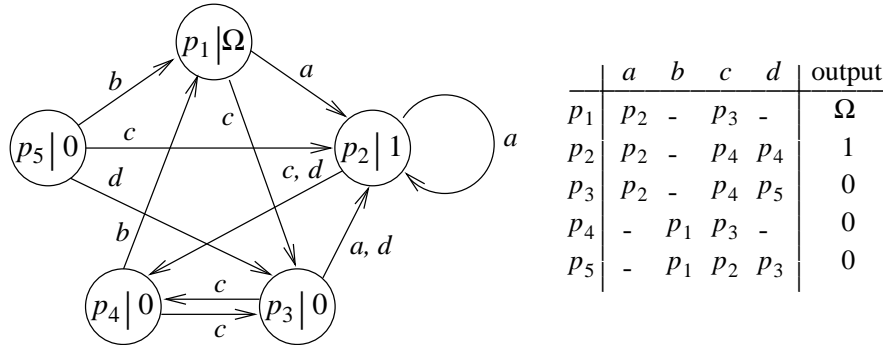 p1|Ω
b
a
c
p5|0
c
p2|1
a
d
c, d
b
a, d
p4|0
c
c
p3|0
a b c d output
p1 p2 - p3 - Ω
p2 p2 - p4 p4 1
p3 p2 - p4 p5 0
p4 - p1 p3 - 0
p5 - p1 p2 p3 0